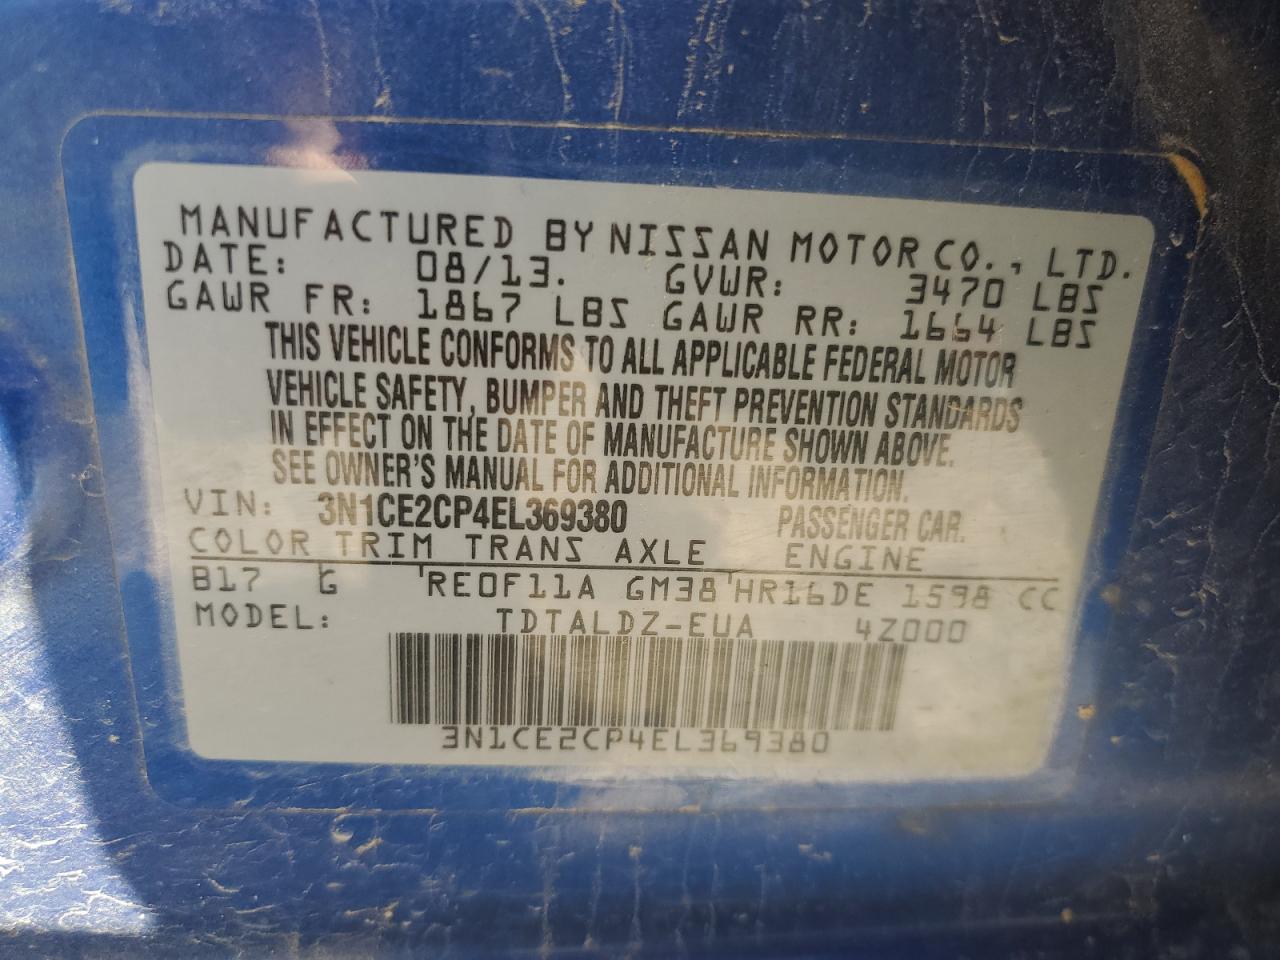 MANUFACTURED BY NISSAN MOTOR CO., LTD.
DATE: 08/13. GVWR: 3470 LBS
GAWR FR: 1867 LBS GAWR RR: 1664 LBS
THIS VEHICLE CONFORMS TO ALL APPLICABLE FEDERAL MOTOR
VEHICLE SAFETY, BUMPER AND THEFT PREVENTION STANDARDS
IN EFFECT ON THE DATE OF MANUFACTURE SHOWN ABOVE.
SEE OWNER'S MANUAL FOR ADDITIONAL INFORMATION.
VIN: 3N1CE2CP4EL369380 PASSENGER CAR.
COLOR TRIM TRANS AXLE ENGINE
B17 G RE0F11A GM38 HR16DE 1598 CC
MODEL: TDTALDZ-EUA 4Z000
3N1CE2CP4EL369380